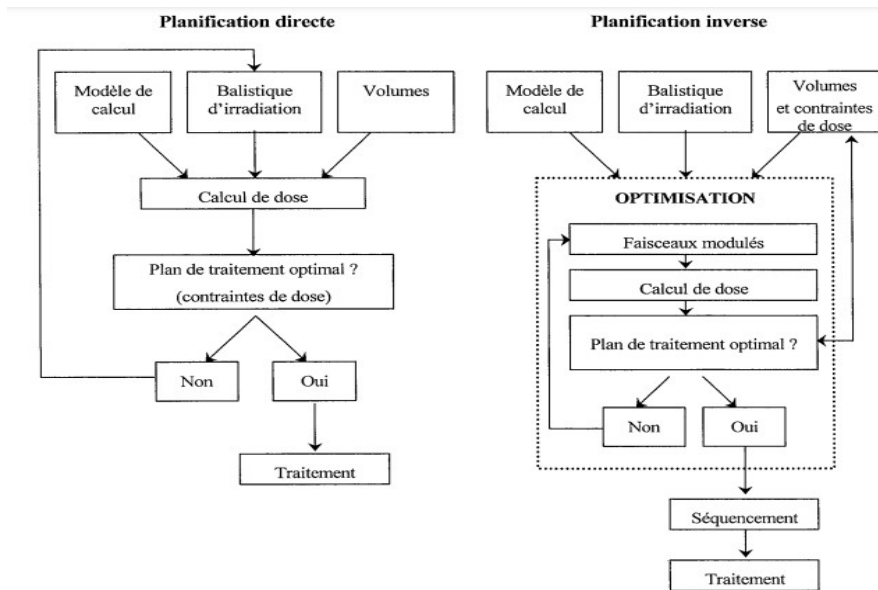 Planification directe
Modèle de
calcul
Balistique
d'irradiation
Volumes
Calcul de dose
Plan de traitement optimal ?
(contraintes de dose)
Non
Oui
Traitement
Planification inverse
Modèle de
calcul
Balistique
d'irradiation
Volumes
et contraintes
de dose
OPTIMISATION
Faisceaux modulés
Calcul de dose
Plan de traitement optimal ?
Non
Oui
Séquencement
Traitement